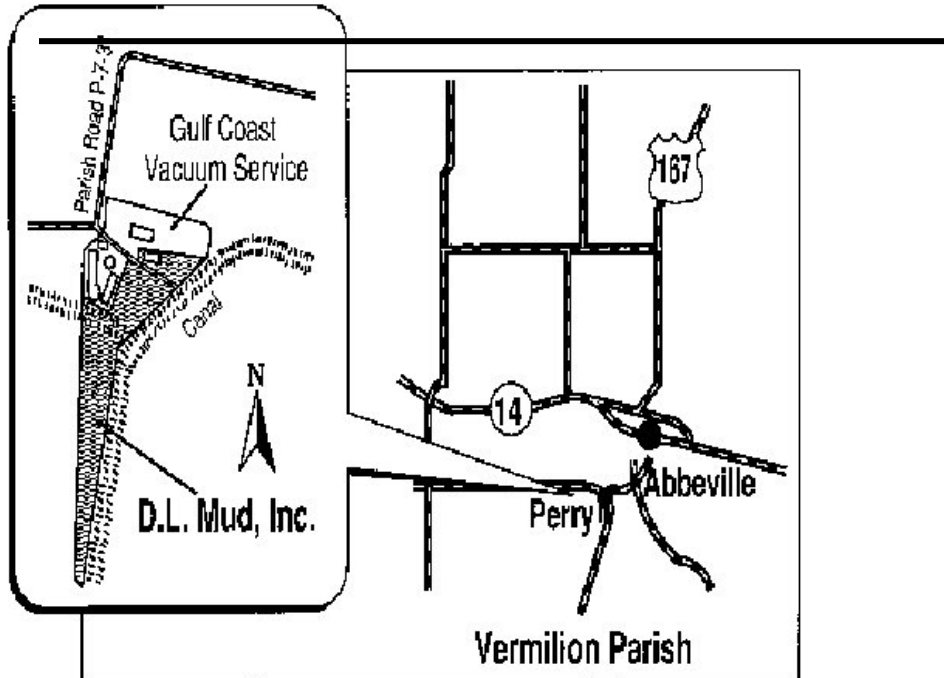 Parish Road P-7-3
Gulf Coast
Vacuum Service
167
Canal
N
14
D.L. Mud, Inc.
Abbeville
Perry
Vermilion Parish